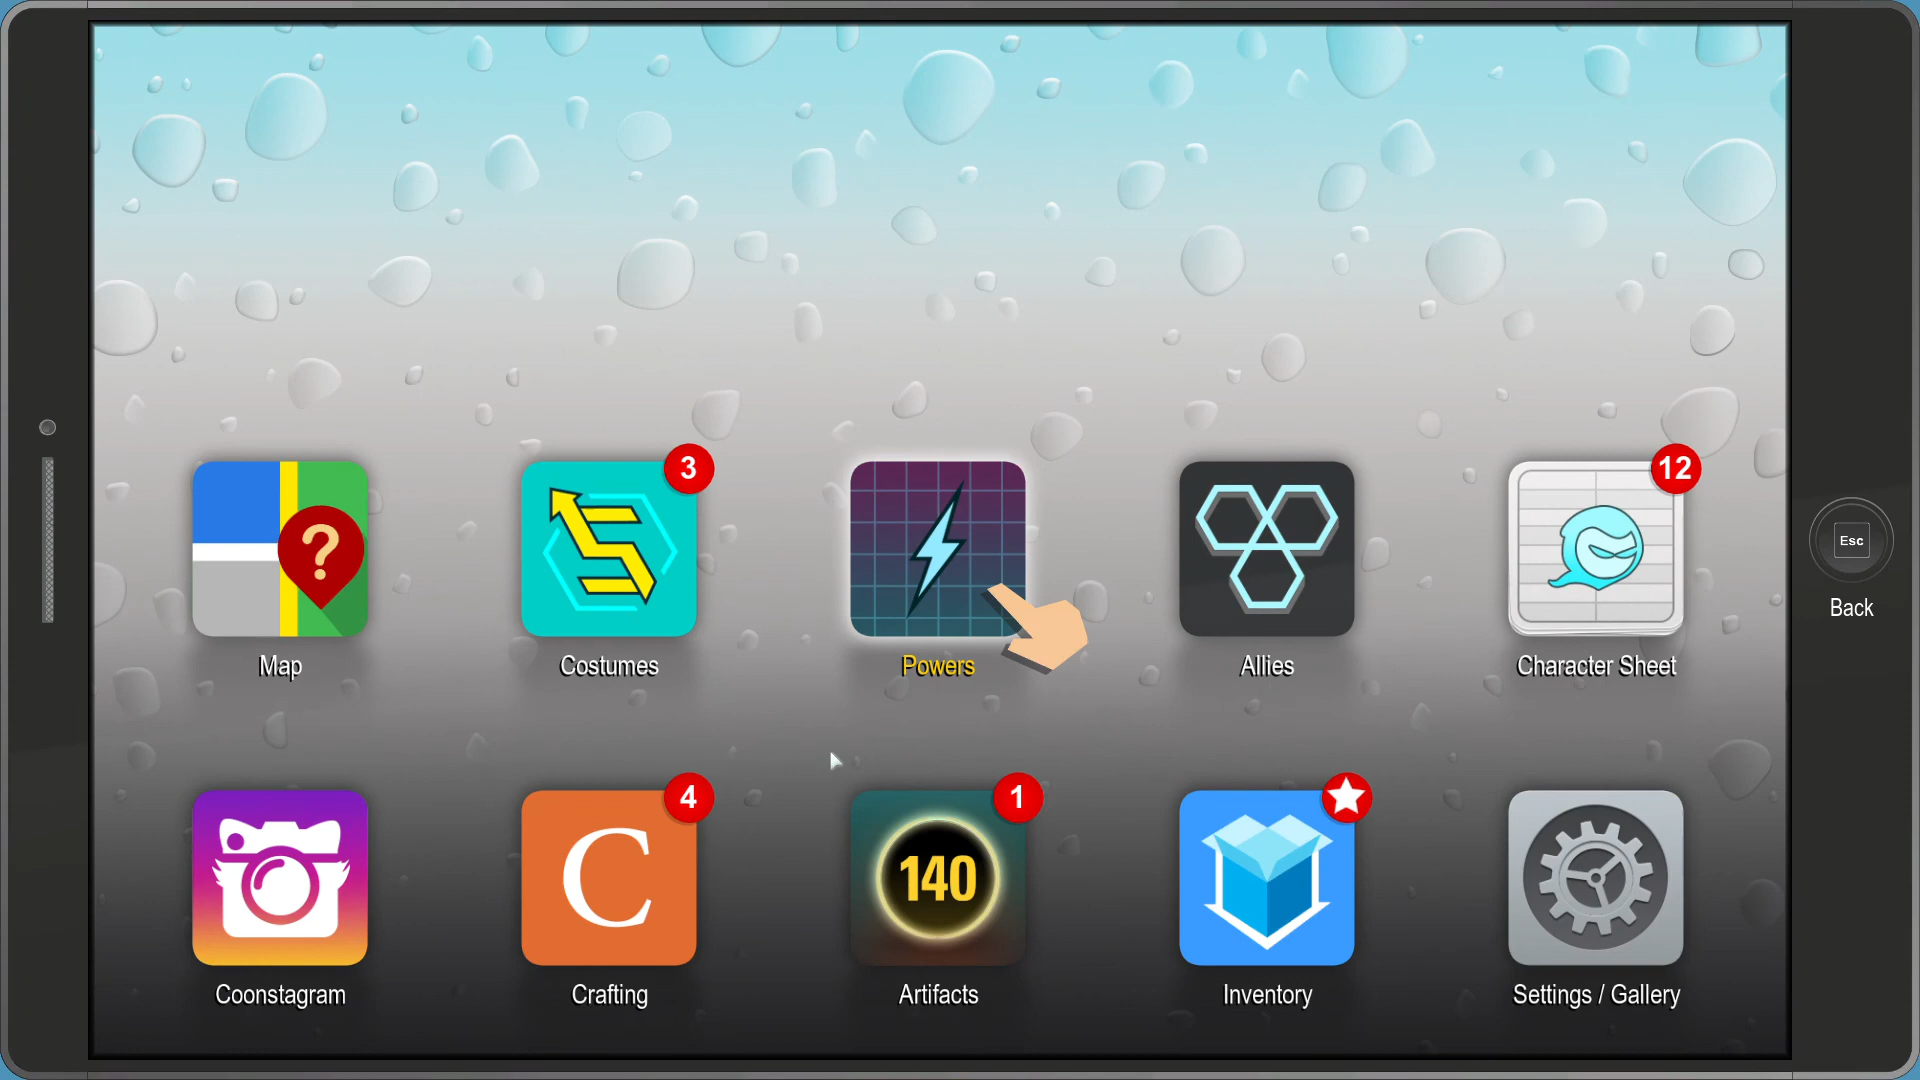 3
12
?
Esc
Back
Map
Costumes
Powers
Allies
Character Sheet
4
1
C
140
Coonstagram
Crafting
Artifacts
Inventory
Settings / Gallery